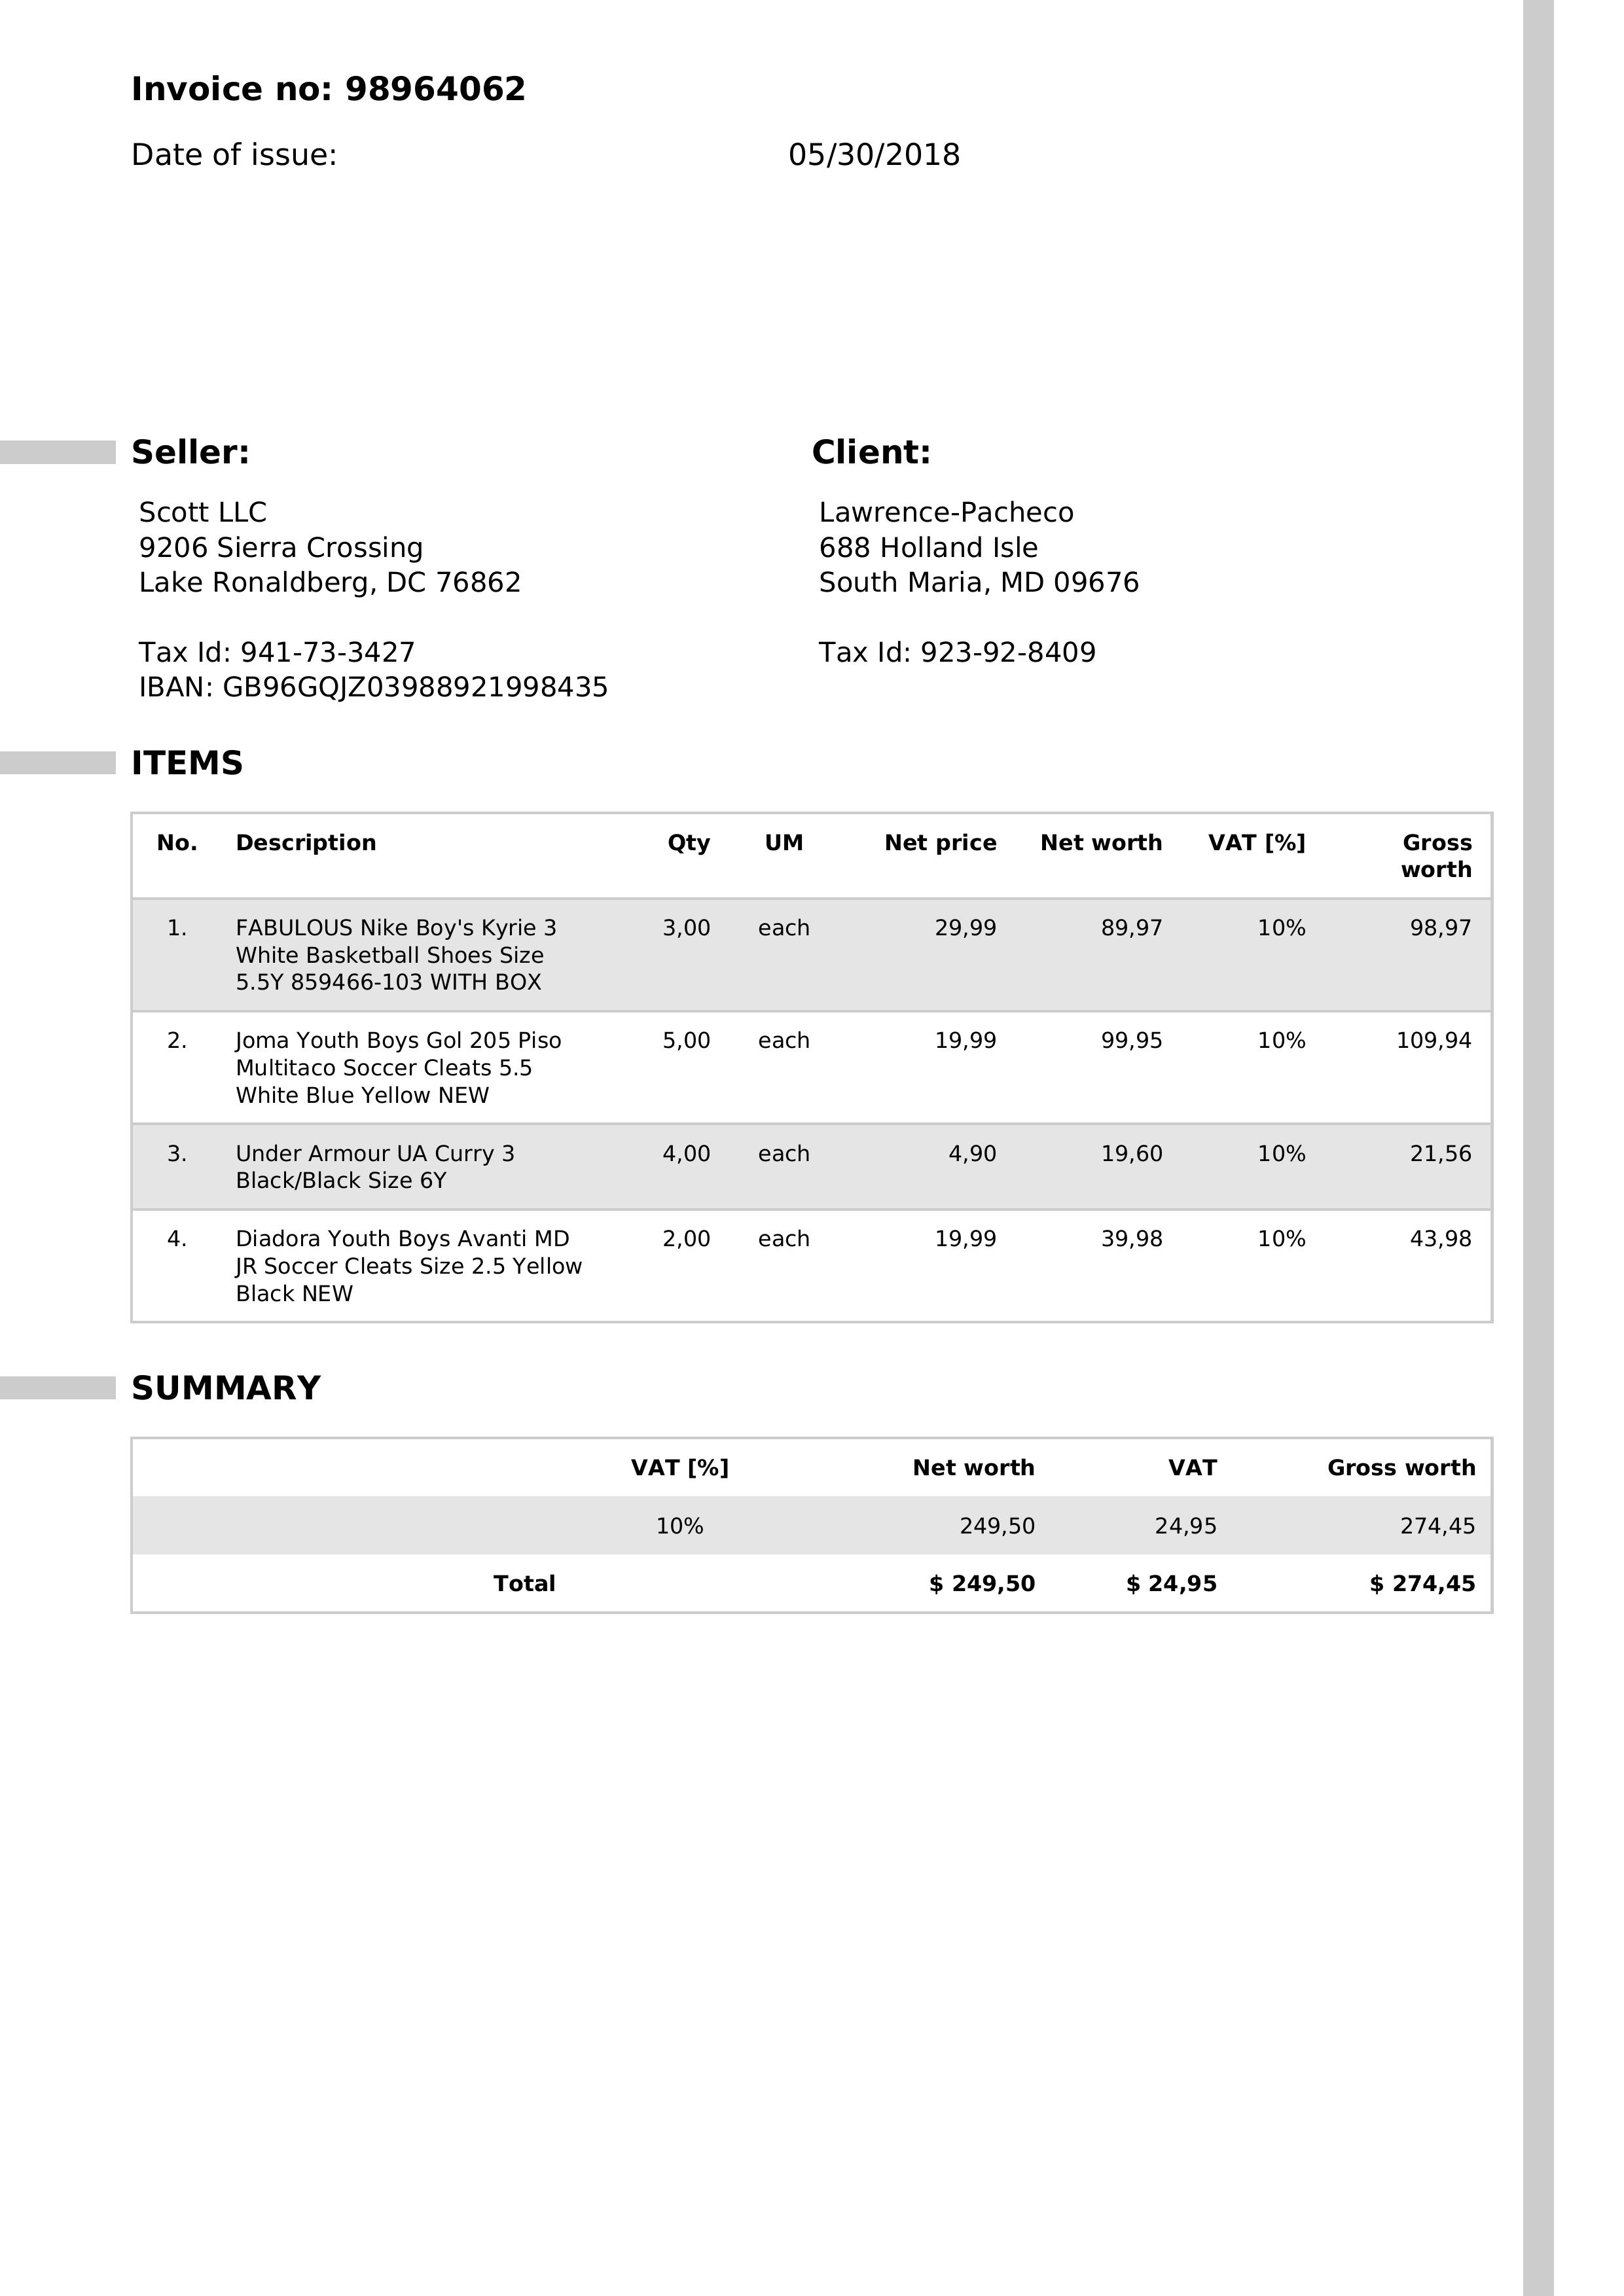 Invoice no: 98964062
Date of issue: 05/30/2018
Seller:
Scott LLC
9206 Sierra Crossing
Lake Ronaldberg, DC 76862
Tax Id: 941-73-3427
IBAN: GB96GQJZ03988921998435
Client:
Lawrence-Pacheco
688 Holland Isle
South Maria, MD 09676
Tax Id: 923-92-8409
ITEMS
No. Description Qty UM Net price Net worth VAT [%] Gross
worth
1. FABULOUS Nike Boy's Kyrie 3 3,00 each 29,99 89,97 10% 98,97
White Basketball Shoes Size
5.5Y 859466-103 WITH BOX
2. Joma Youth Boys Gol 205 Piso 5,00 each 19,99 99,95 10% 109,94
Multitaco Soccer Cleats 5.5
White Blue Yellow NEW
3. Under Armour UA Curry 3 4,00 each 4,90 19,60 10% 21,56
Black/Black Size 6Y
4. Diadora Youth Boys Avanti MD 2,00 each 19,99 39,98 10% 43,98
JR Soccer Cleats Size 2.5 Yellow
Black NEW
SUMMARY
VAT [%] Net worth VAT Gross worth
10% 249,50 24,95 274,45
Total $ 249,50 $ 24,95 $ 274,45